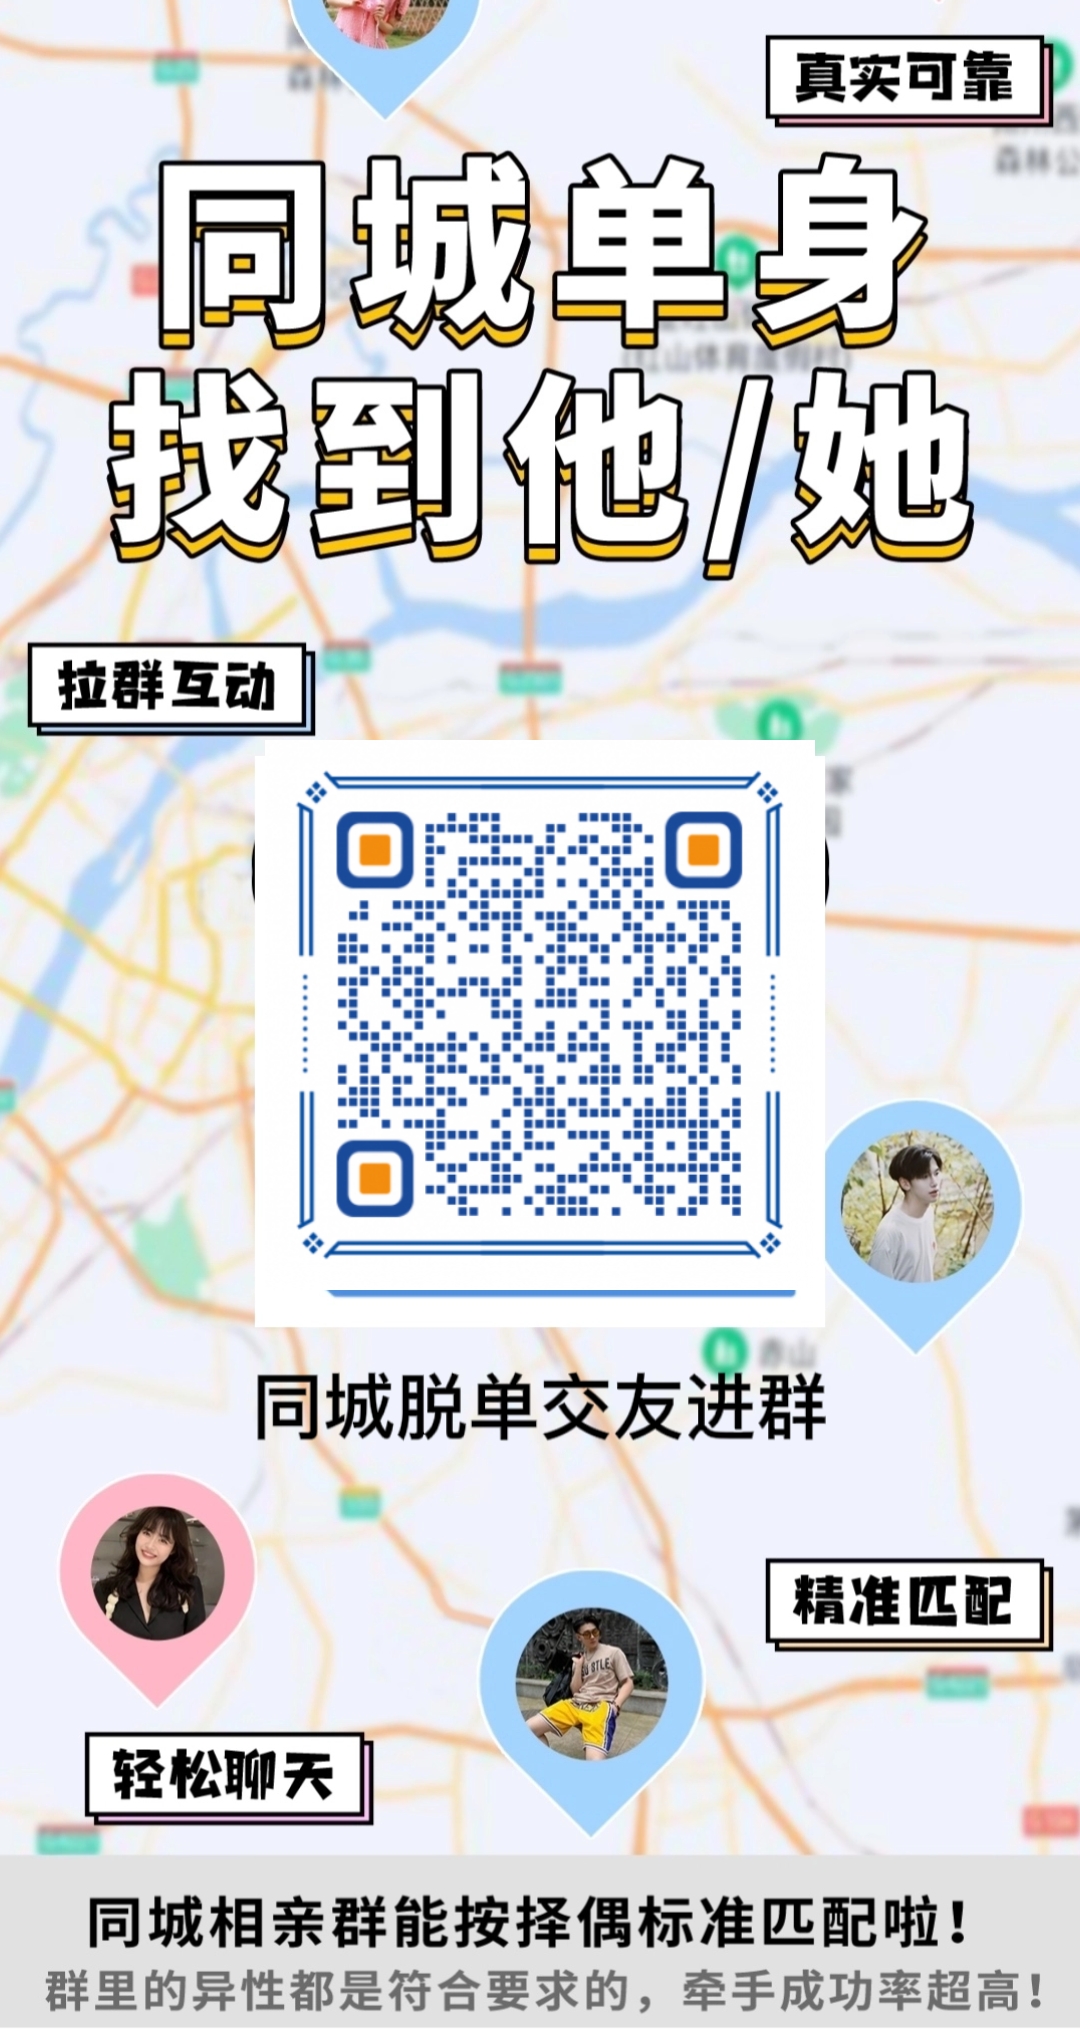 真实可靠
同城单身
找到他/她
拉群互动
同城脱单交友进群
精准匹配
轻松聊天
同城相亲群能按择偶标准匹配啦！
群里的异性都是符合要求的，牵手成功率超高！